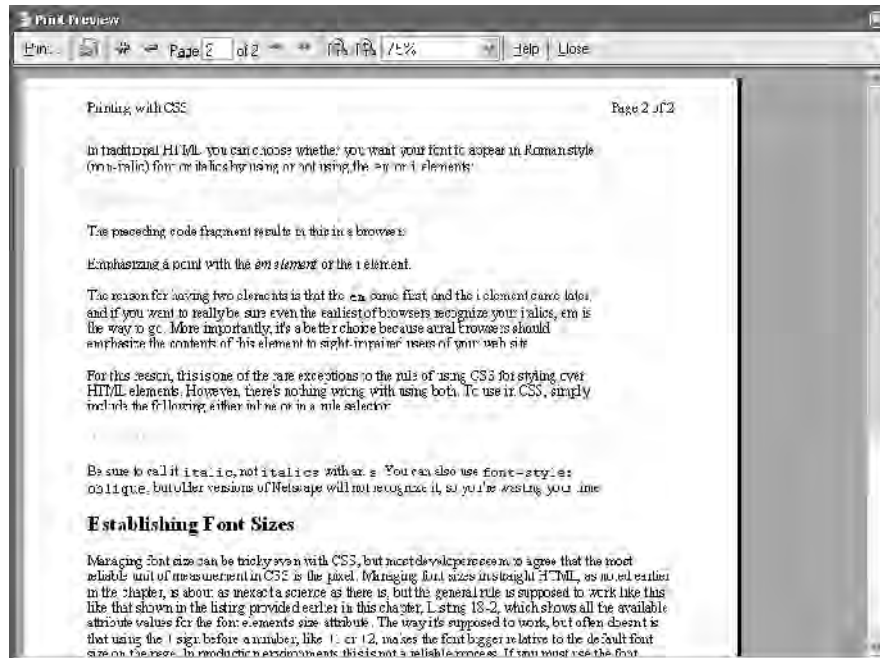 Print Preview
Print... Page 2 of 2 75% Help Close
Printing with CSS Page 2 of 2
In traditional HTML you can choose whether you want your font to appear in Roman style
(non-italic) font or italics by using or not using the em or i elements:
The preceding code fragment results in this in a browser:
Emphasizing a point with the em element or the i element.
The reason for having two elements is that the em came first, and the i element came later,
and if you want to really be sure even the earliest of browsers recognize your italics, em is
the way to go. More importantly, it's a better choice because aural browsers should
emphasize the contents of this element to sight-impaired users of your web site.
For this reason, this is one of the rare exceptions to the rule of using CSS for styling over
HTML elements. However, there's nothing wrong with using both. To use in CSS, simply
include the following either inline or in a rule selector:
Be sure to call it italic, not italics with an s. You can also use font-style:
oblique, but older versions of Netscape will not recognize it, so you're wasting your time.
Establishing Font Sizes
Managing font size can be tricky even with CSS, but most developers seem to agree that the most
reliable unit of measurement in CSS is the pixel. Managing font sizes in straight HTML, as noted earlier
in the chapter, is about as inexact a science as there is, but the general rule is supposed to work like this
like that shown in the listing provided earlier in this chapter, Listing 18-2, which shows all the available
attribute values for the font elements size attribute. The way it's supposed to work, but often doesn't is
that using the + sign before a number, like +1 or +2, makes the font bigger relative to the default font
size on the page. In production environments this is not a reliable process. If you must use the font